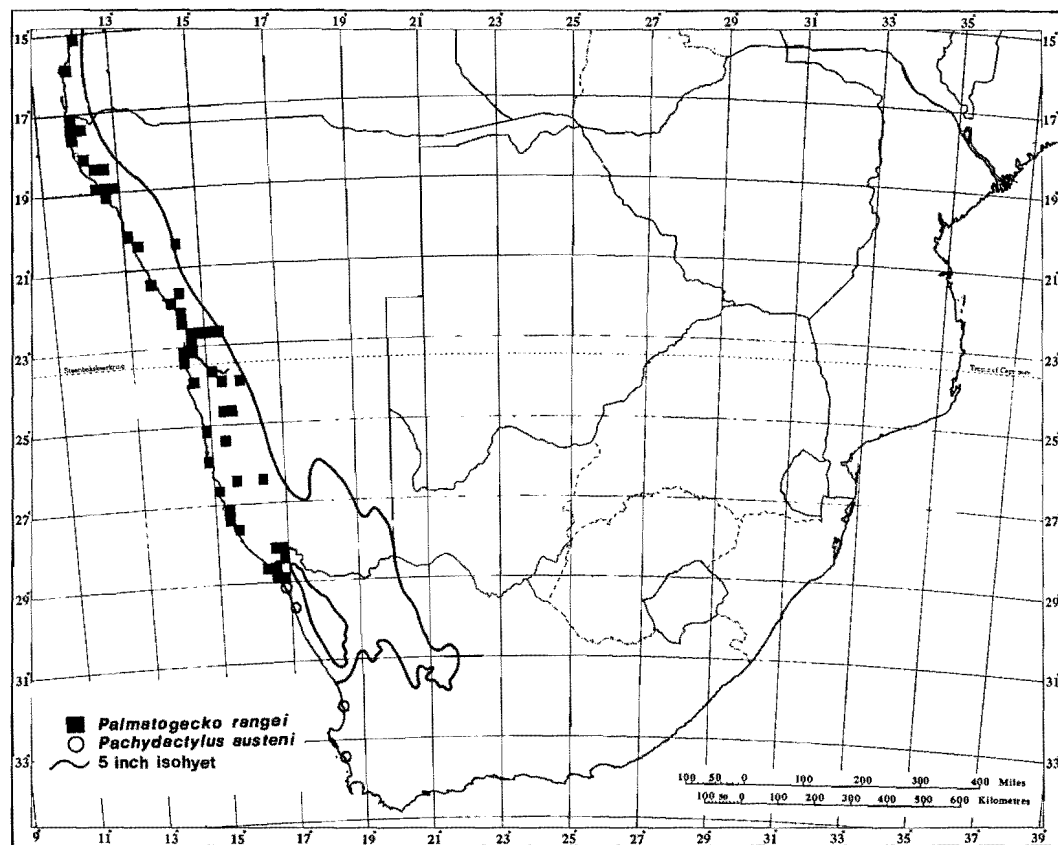 13° 15° 17° 19° 21° 23° 25° 27° 29° 31° 33° 35°
15° 15°
17° 17°
19° 19°
21° 21°
23° 23°
25° 25°
27° 27°
29° 29°
31° 31°
33° 33°
Palmatogecko rangei
Pachydactylus austeni
5 inch isohyet
100 50 0 100 200 300 400 Miles
100 50 0 100 200 300 400 500 600 Kilometres
9° 11 13 15 17 19 21 23 25 27 29 31 33 35 37 39°